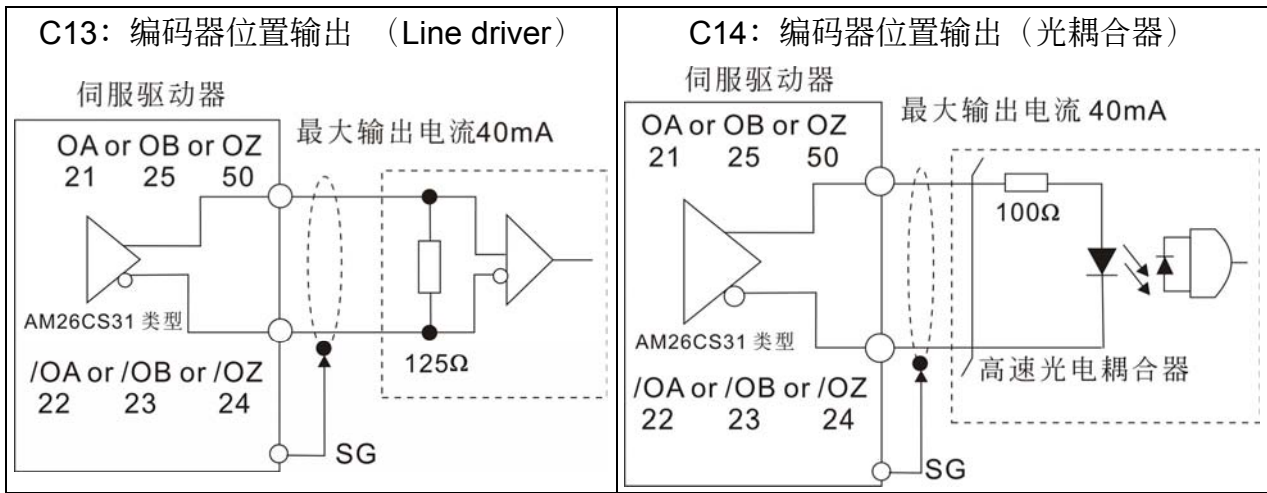 C13：编码器位置输出 （Line driver）
伺服驱动器
OA or OB or OZ
21 25 50
最大输出电流40mA
AM26CS31 类型
125Ω
/OA or /OB or /OZ
22 23 24
SG
C14：编码器位置输出（光耦合器）
伺服驱动器
OA or OB or OZ
21 25 50
最大输出电流 40mA
100Ω
AM26CS31 类型
高速光电耦合器
/OA or /OB or /OZ
22 23 24
SG